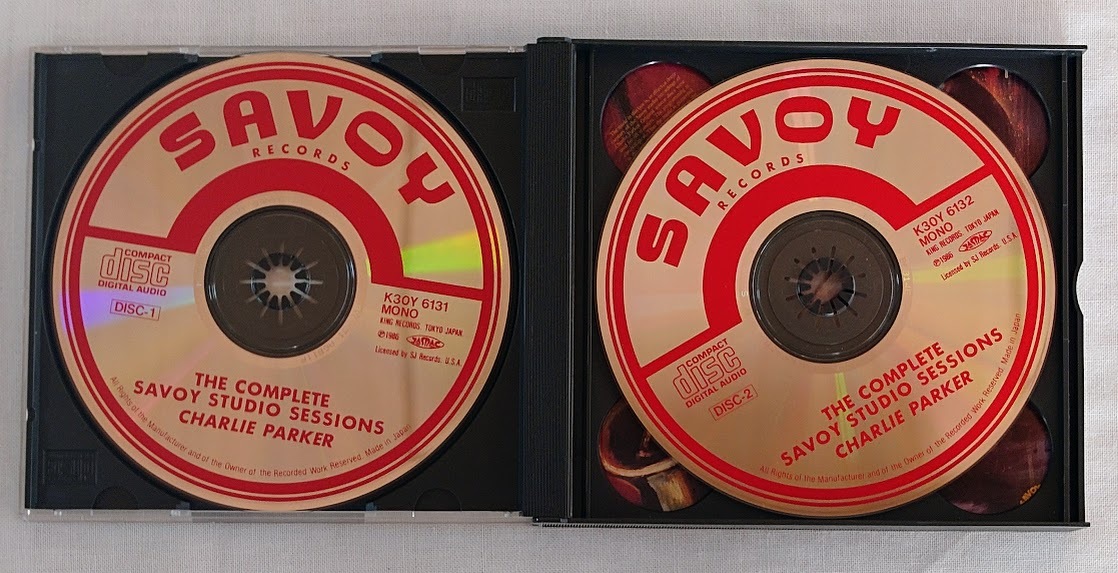 SAVOY
RECORDS
COMPACT
disc
DIGITAL AUDIO
DISC-1
K30Y 6131
MONO
KING RECORDS. TOKYO JAPAN
℗1986 JASRAC
Licensed by SJ Records. U.S.A.
THE COMPLETE
SAVOY STUDIO SESSIONS
CHARLIE PARKER
All Rights of the Manufacturer and of the Owner of the Recorded Work Reserved. Made in Japan
SAVOY
RECORDS
K30Y 6132
MONO
KING RECORDS. TOKYO JAPAN
℗1986 JASRAC
Licensed by SJ Records. U.S.A.
COMPACT
disc
DIGITAL AUDIO
DISC-2
THE COMPLETE
SAVOY STUDIO SESSIONS
CHARLIE PARKER
All Rights of the Manufacturer and of the Owner of the Recorded Work Reserved. Made in Japan